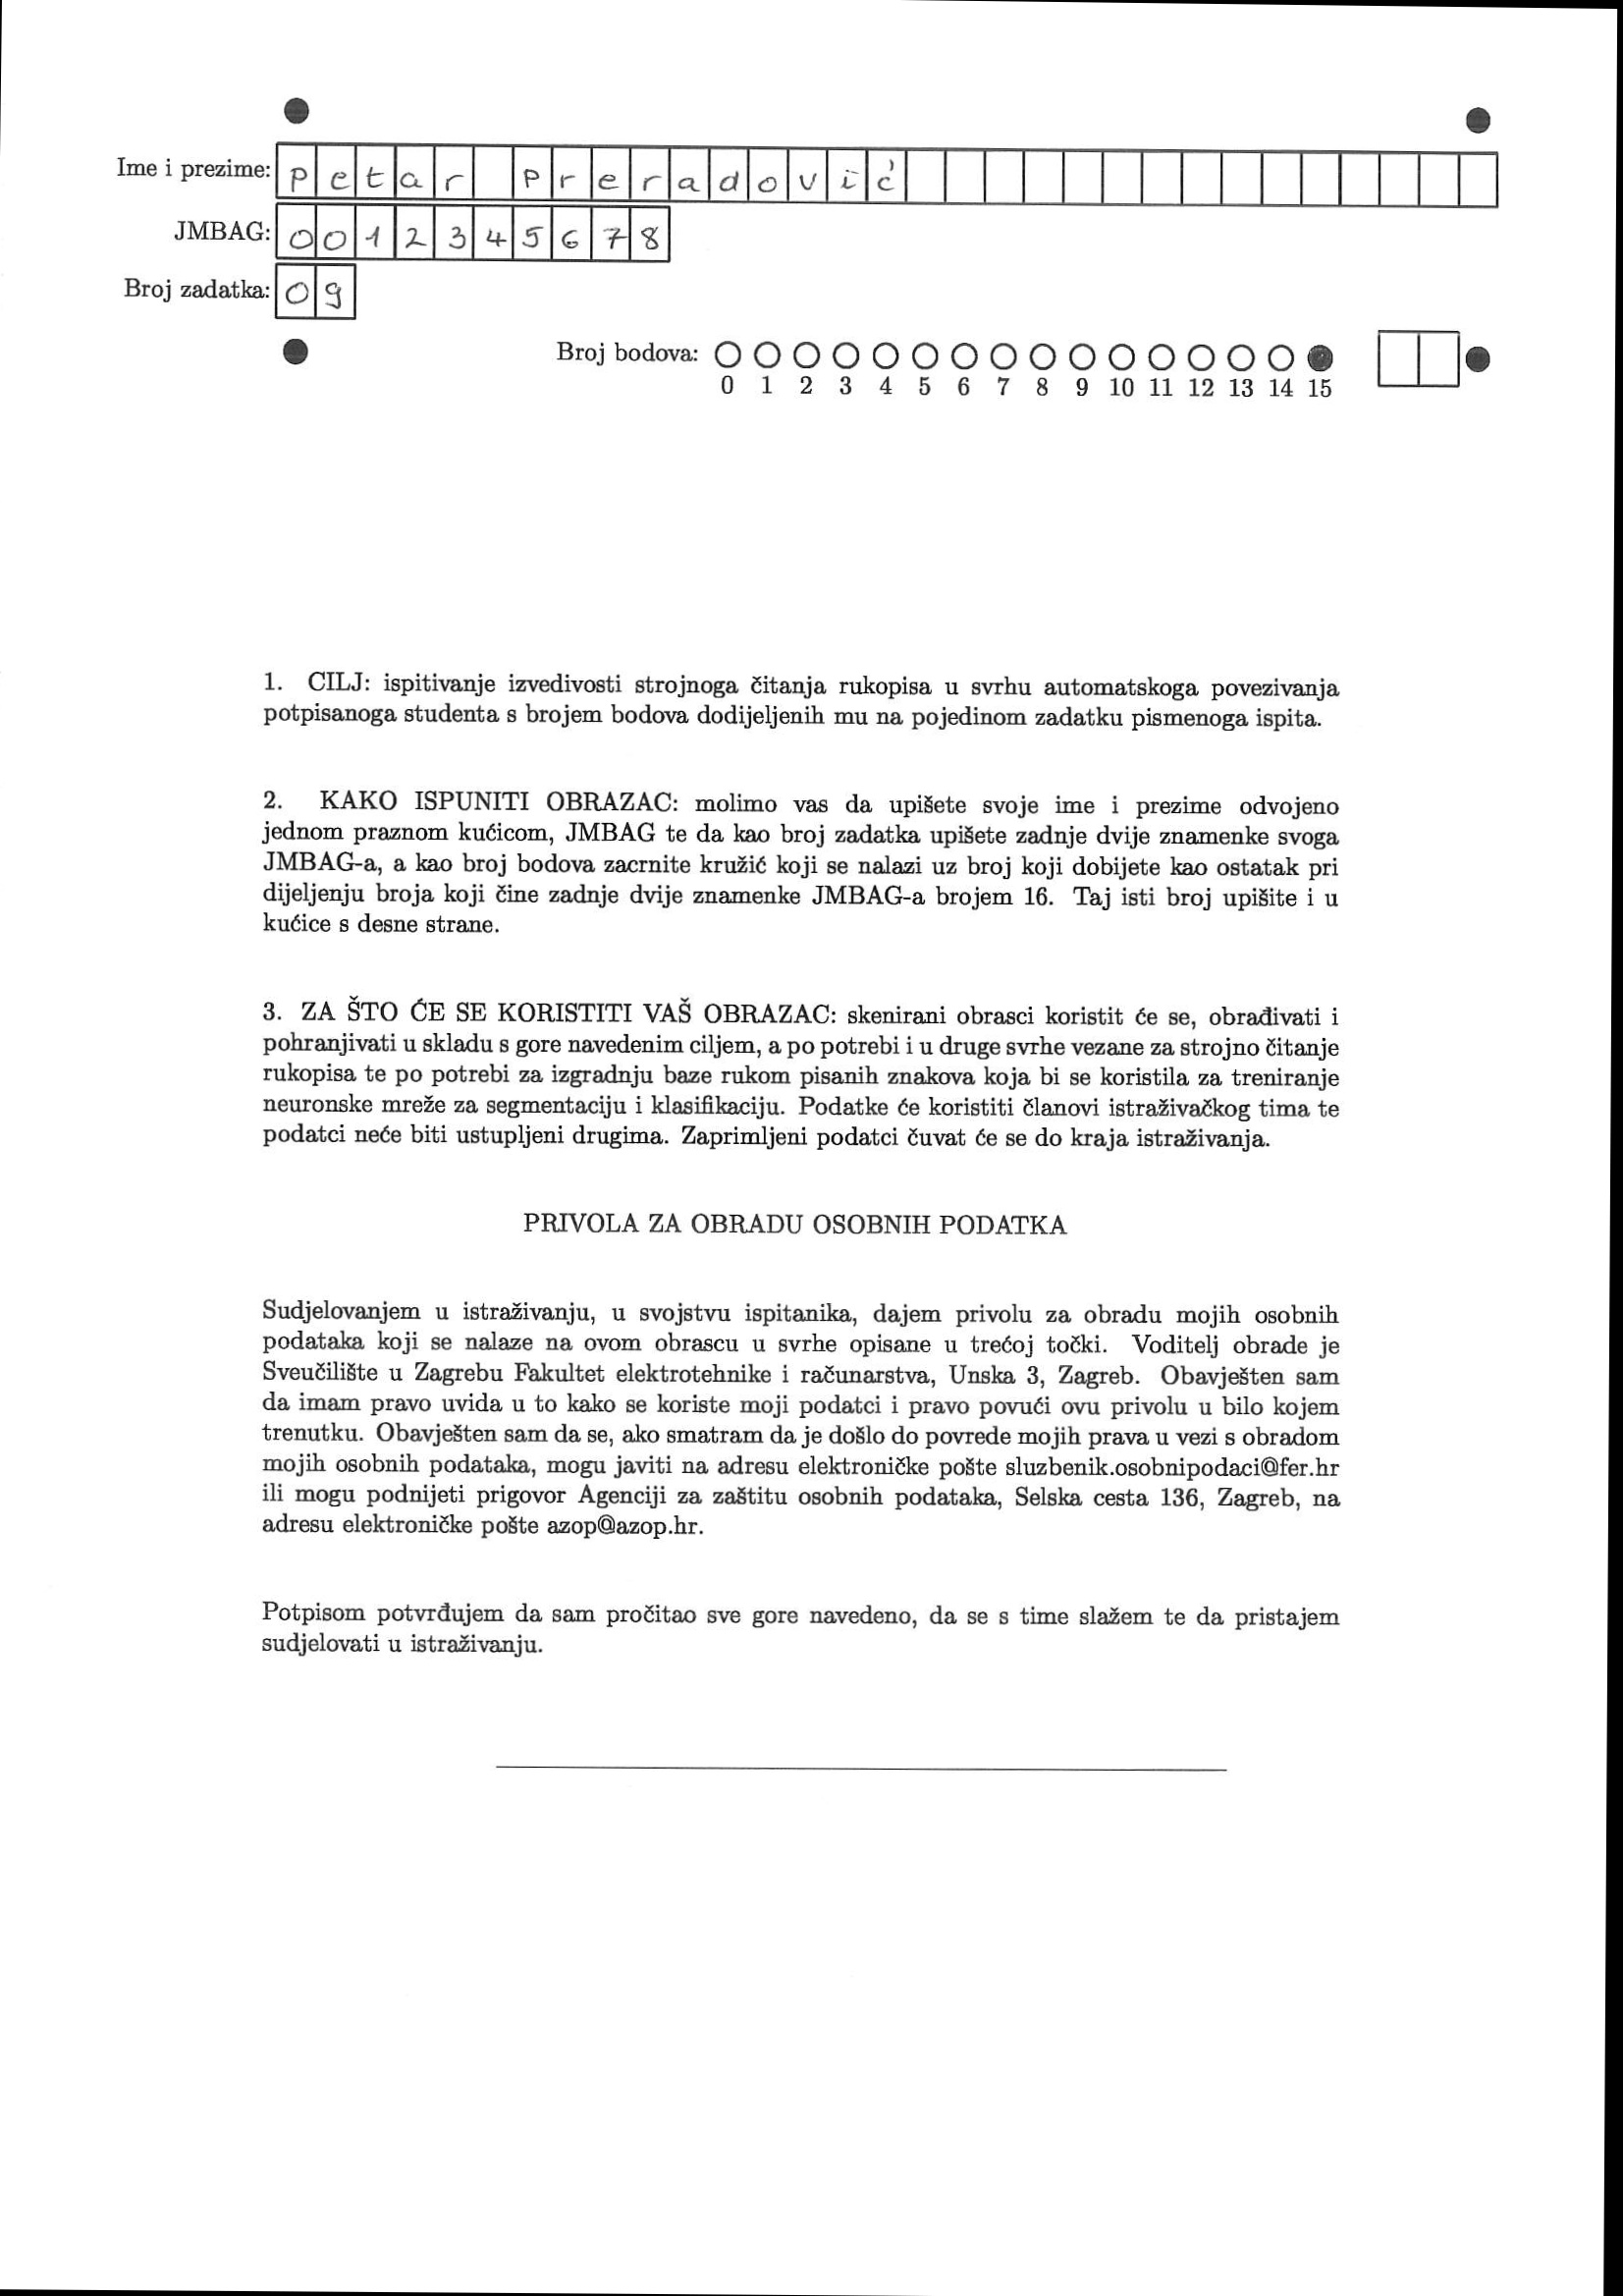 Ime i prezime: Petar Preradović
JMBAG: 0012345678
Broj zadatka: 09
Broj bodova:
0 1 2 3 4 5 6 7 8 9 10 11 12 13 14 15
1. CILJ: ispitivanje izvedivosti strojnoga čitanja rukopisa u svrhu automatskoga povezivanja
potpisanoga studenta s brojem bodova dodijeljenih mu na pojedinom zadatku pismenoga ispita.
2. KAKO ISPUNITI OBRAZAC: molimo vas da upišete svoje ime i prezime odvojeno
jednom praznom kućicom, JMBAG te da kao broj zadatka upišete zadnje dvije znamenke svoga
JMBAG-a, a kao broj bodova zacrnite kružić koji se nalazi uz broj koji dobijete kao ostatak pri
dijeljenju broja koji čine zadnje dvije znamenke JMBAG-a brojem 16. Taj isti broj upišite i u
kućice s desne strane.
3. ZA ŠTO ĆE SE KORISTITI VAŠ OBRAZAC: skenirani obrasci koristit će se, obrađivati i
pohranjivati u skladu s gore navedenim ciljem, a po potrebi i u druge svrhe vezane za strojno čitanje
rukopisa te po potrebi za izgradnju baze rukom pisanih znakova koja bi se koristila za treniranje
neuronske mreže za segmentaciju i klasifikaciju. Podatke će koristiti članovi istraživačkog tima te
podatci neće biti ustupljeni drugima. Zaprimljeni podatci čuvat će se do kraja istraživanja.
PRIVOLA ZA OBRADU OSOBNIH PODATKA
Sudjelovanjem u istraživanju, u svojstvu ispitanika, dajem privolu za obradu mojih osobnih
podataka koji se nalaze na ovom obrascu u svrhe opisane u trećoj točki. Voditelj obrade je
Sveučilište u Zagrebu Fakultet elektrotehnike i računarstva, Unska 3, Zagreb. Obavješten sam
da imam pravo uvida u to kako se koriste moji podatci i pravo povući ovu privolu u bilo kojem
trenutku. Obavješten sam da se, ako smatram da je došlo do povrede mojih prava u vezi s obradom
mojih osobnih podataka, mogu javiti na adresu elektroničke pošte sluzbenik.osobnipodaci@fer.hr
ili mogu podnijeti prigovor Agenciji za zaštitu osobnih podataka, Selska cesta 136, Zagreb, na
adresu elektroničke pošte azop@azop.hr.
Potpisom potvrđujem da sam pročitao sve gore navedeno, da se s time slažem te da pristajem
sudjelovati u istraživanju.